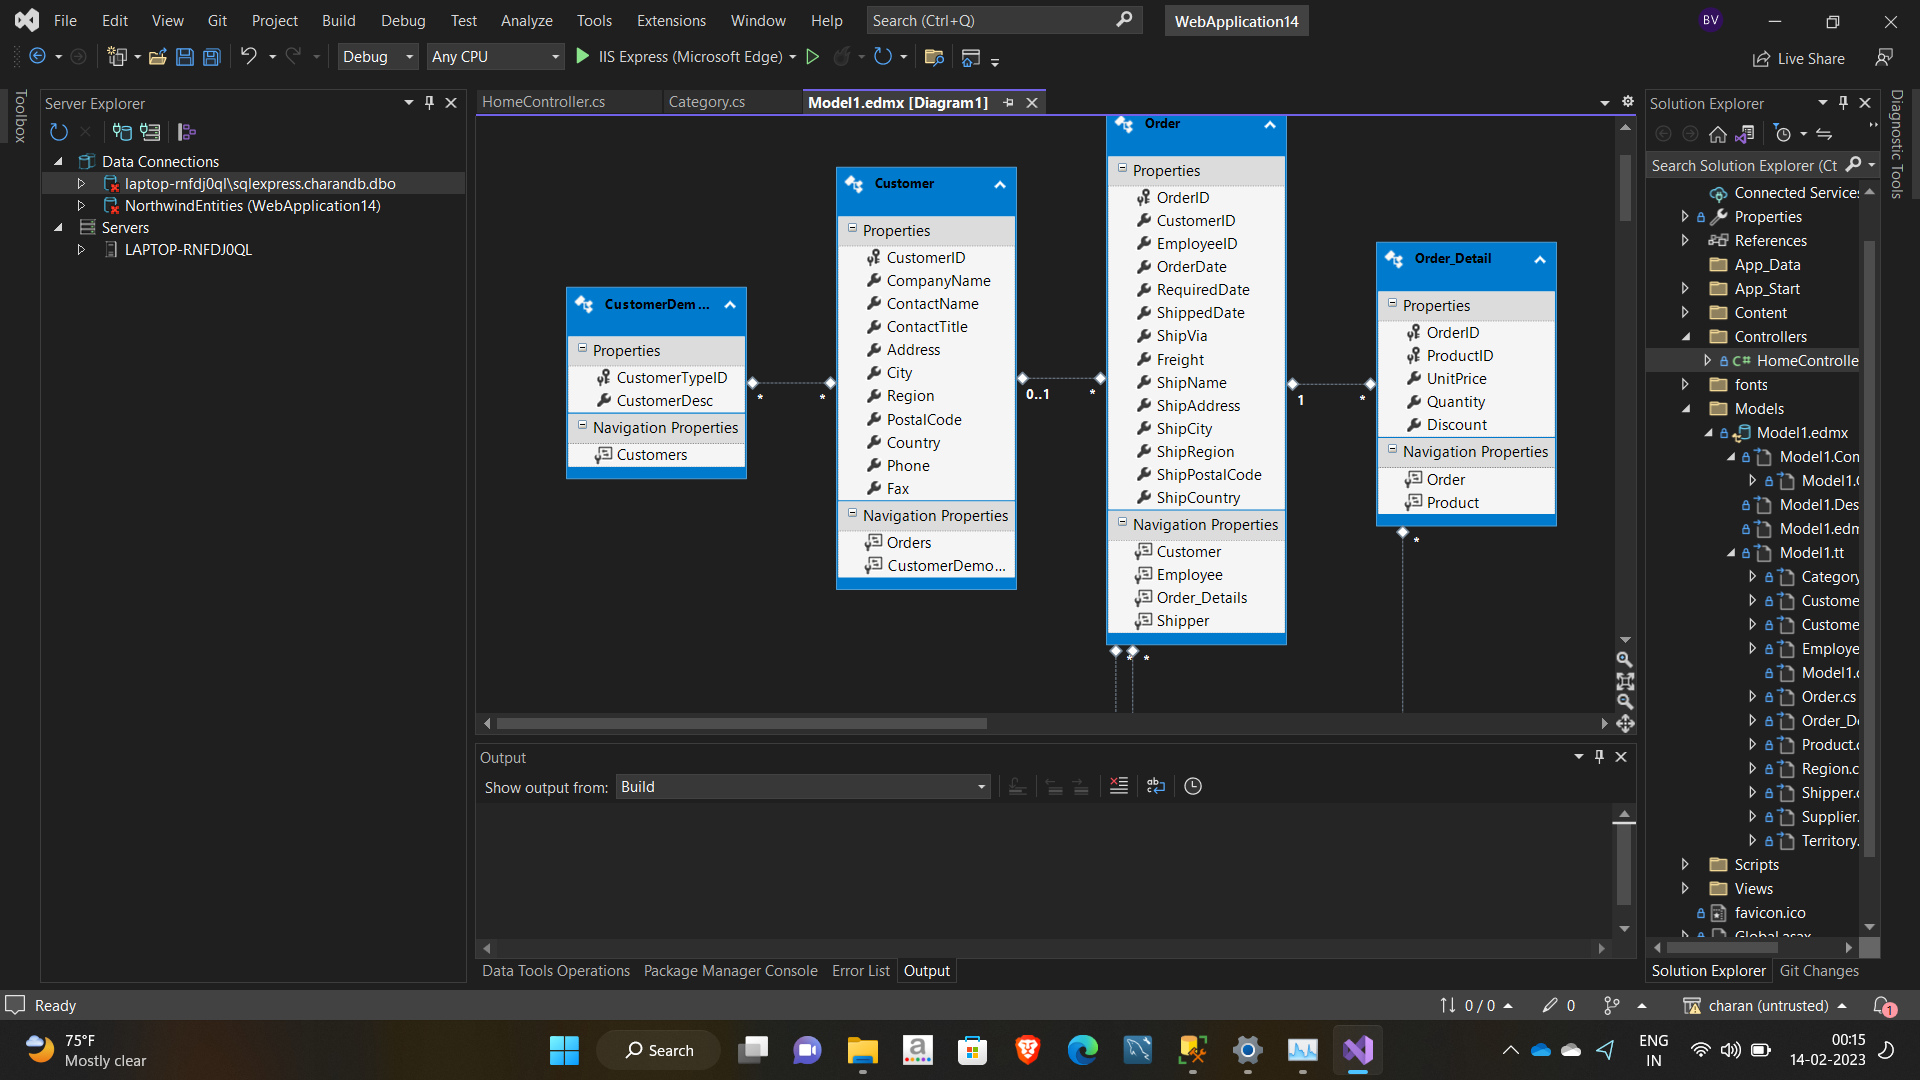 File Edit View Git Project Build Debug Test Analyze Tools Extensions Window Help Search (Ctrl+Q) WebApplication14 BV
Debug Any CPU IIS Express (Microsoft Edge) Live Share
Toolbox
Server Explorer
Data Connections
laptop-rnfdj0ql\sqlexpress.charandb.dbo
NorthwindEntities (WebApplication14)
Servers
LAPTOP-RNFDJ0QL
HomeController.cs Category.cs Model1.edmx [Diagram1]
CustomerDem...
Properties
CustomerTypeID
CustomerDesc
Navigation Properties
Customers
* *
Customer
Properties
CustomerID
CompanyName
ContactName
ContactTitle
Address
City
Region
PostalCode
Country
Phone
Fax
Navigation Properties
Orders
CustomerDemo...
0..1 *
Order
Properties
OrderID
CustomerID
EmployeeID
OrderDate
RequiredDate
ShippedDate
ShipVia
Freight
ShipName
ShipAddress
ShipCity
ShipRegion
ShipPostalCode
ShipCountry
Navigation Properties
Customer
Employee
Order_Details
Shipper
* *
1 *
Order_Detail
Properties
OrderID
ProductID
UnitPrice
Quantity
Discount
Navigation Properties
Order
Product
*
Output
Show output from: Build
Data Tools Operations Package Manager Console Error List Output
Solution Explorer
Search Solution Explorer (Ct
Connected Services
Properties
References
App_Data
App_Start
Content
Controllers
C# HomeControlle
fonts
Models
Model1.edmx
Model1.Con
Model1.C
Model1.Des
Model1.edm
Model1.tt
Category
Custome
Custome
Employe
Model1.c
Order.cs
Order_De
Product.c
Region.c
Shipper.c
Supplier.
Territory.
Scripts
Views
favicon.ico
Global.asax
Solution Explorer Git Changes
Diagnostic Tools
Ready 0 / 0 0 charan (untrusted) 1
75°F
Mostly clear
Search
ENG
IN
00:15
14-02-2023